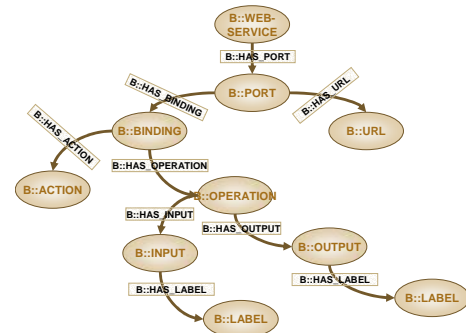 B::WEB-
SERVICE
B::HAS_PORT
B::PORT
B::HAS_BINDING
B::HAS_URL
B::BINDING
B::URL
B::HAS_ACTION
B::HAS_OPERATION
B::ACTION
B::OPERATION
B::HAS_INPUT
B::HAS_OUTPUT
B::INPUT
B::OUTPUT
B::HAS_LABEL
B::HAS_LABEL
B::LABEL
B::LABEL